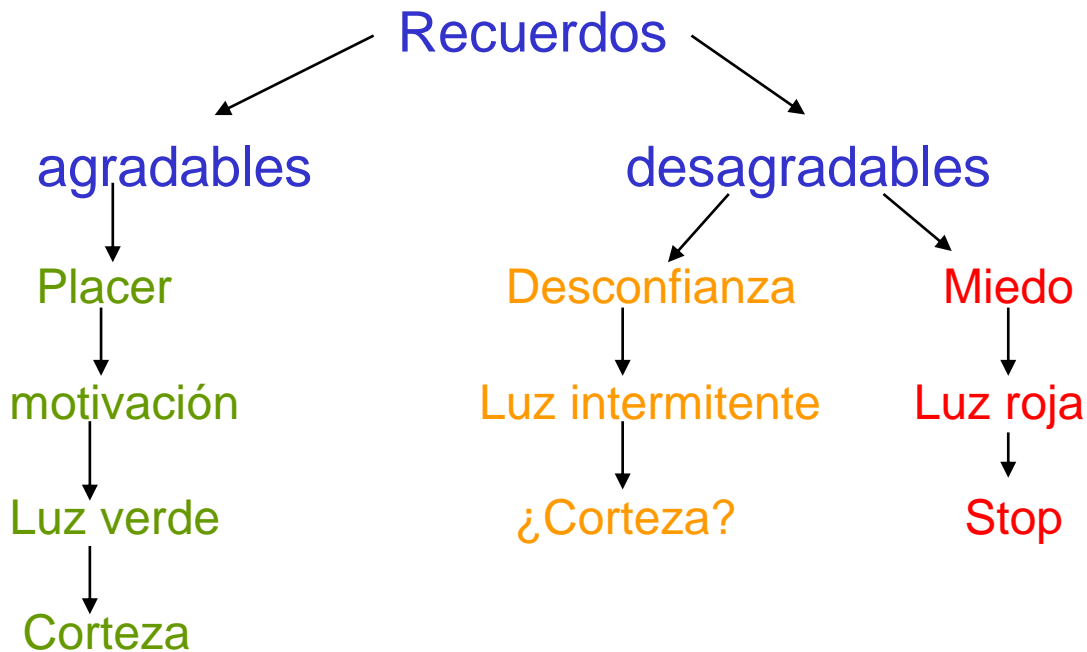 Recuerdos
agradables desagradables
Placer Desconfianza Miedo
motivación Luz intermitente Luz roja
Luz verde ¿Corteza? Stop
Corteza